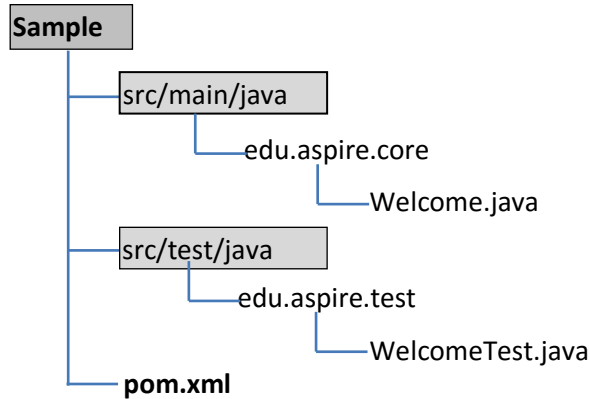 Sample
src/main/java
edu.aspire.core
Welcome.java
src/test/java
edu.aspire.test
WelcomeTest.java
pom.xml